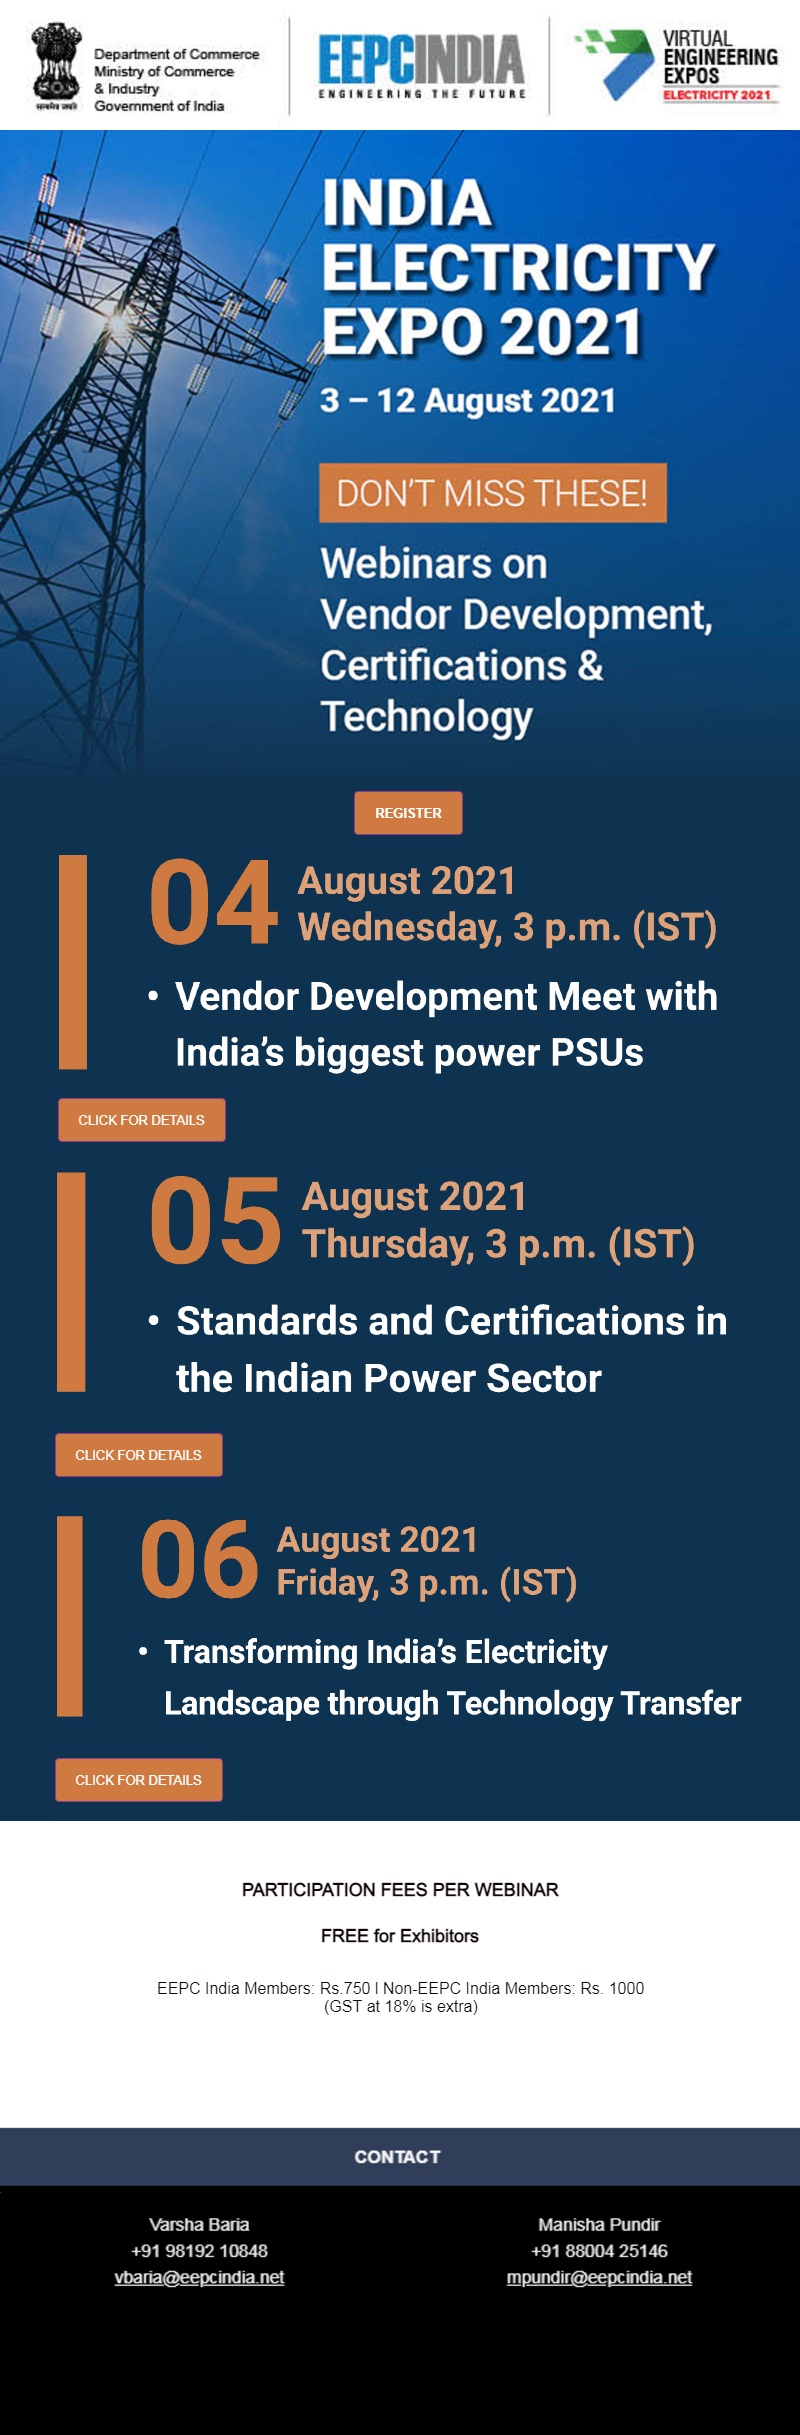 Department of Commerce
Ministry of Commerce
& Industry
Government of India
सत्यमेव जयते
EEPCINDIA
ENGINEERING THE FUTURE
VIRTUAL
ENGINEERING
EXPOS
ELECTRICITY 2021
INDIA
ELECTRICITY
EXPO 2021
3 – 12 August 2021
DON'T MISS THESE!
Webinars on
Vendor Development,
Certifications &
Technology
REGISTER
04 August 2021
Wednesday, 3 p.m. (IST)
• Vendor Development Meet with
India's biggest power PSUs
CLICK FOR DETAILS
05 August 2021
Thursday, 3 p.m. (IST)
• Standards and Certifications in
the Indian Power Sector
CLICK FOR DETAILS
06 August 2021
Friday, 3 p.m. (IST)
• Transforming India's Electricity
Landscape through Technology Transfer
CLICK FOR DETAILS
PARTICIPATION FEES PER WEBINAR
FREE for Exhibitors
EEPC India Members: Rs.750 l Non-EEPC India Members: Rs. 1000
(GST at 18% is extra)
CONTACT
Varsha Baria
+91 98192 10848
vbaria@eepcindia.net
Manisha Pundir
+91 88004 25146
mpundir@eepcindia.net